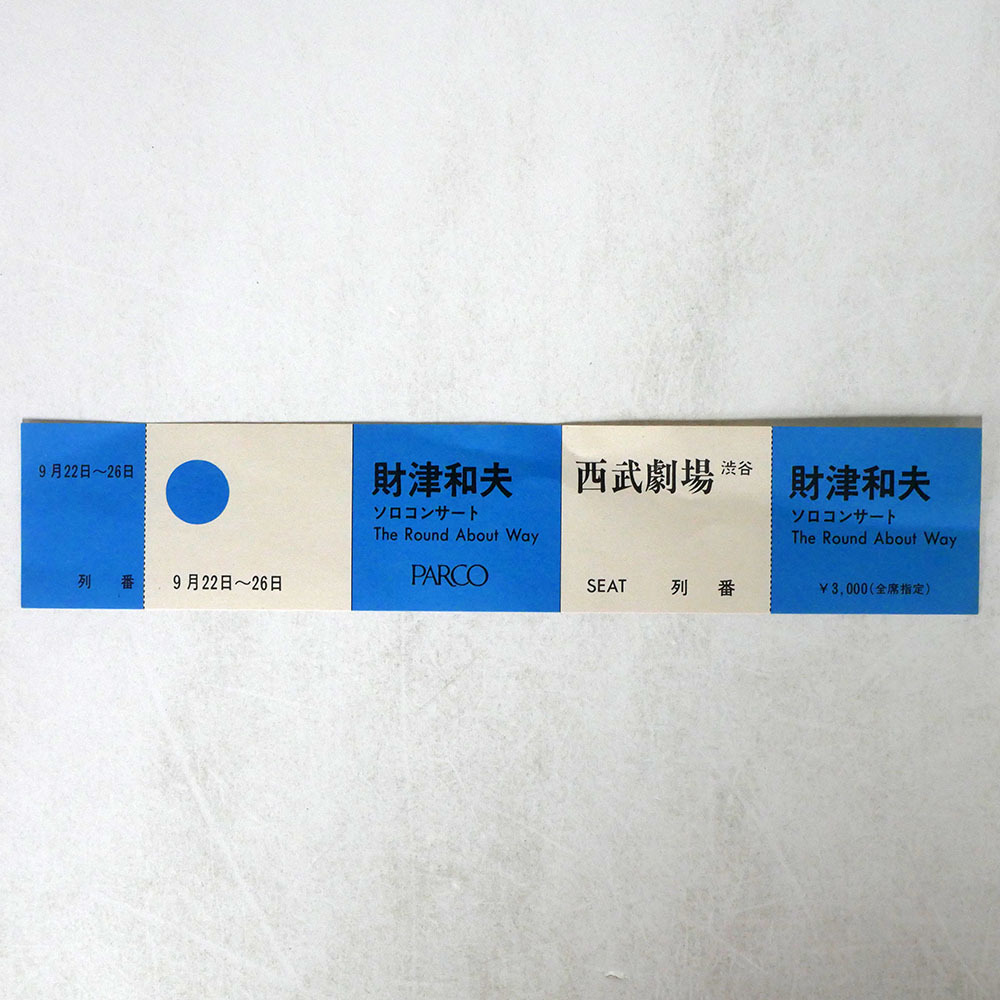 9月22日〜26日
列 番
9月22日〜26日
財津和夫
ソロコンサート
The Round About Way
PARCO
西武劇場 渋谷
SEAT 列 番
財津和夫
ソロコンサート
The Round About Way
¥3,000(全席指定)